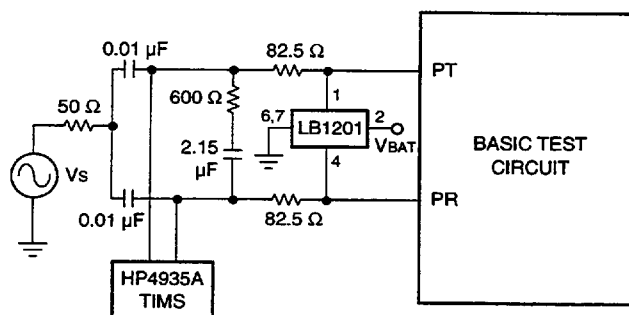 0.01 µF
82.5 Ω
PT
600 Ω
1
50 Ω
6,7
LB1201
2
VBAT
2.15
µF
BASIC TEST
CIRCUIT
VS
4
0.01 µF
82.5 Ω
PR
HP4935A
TIMS